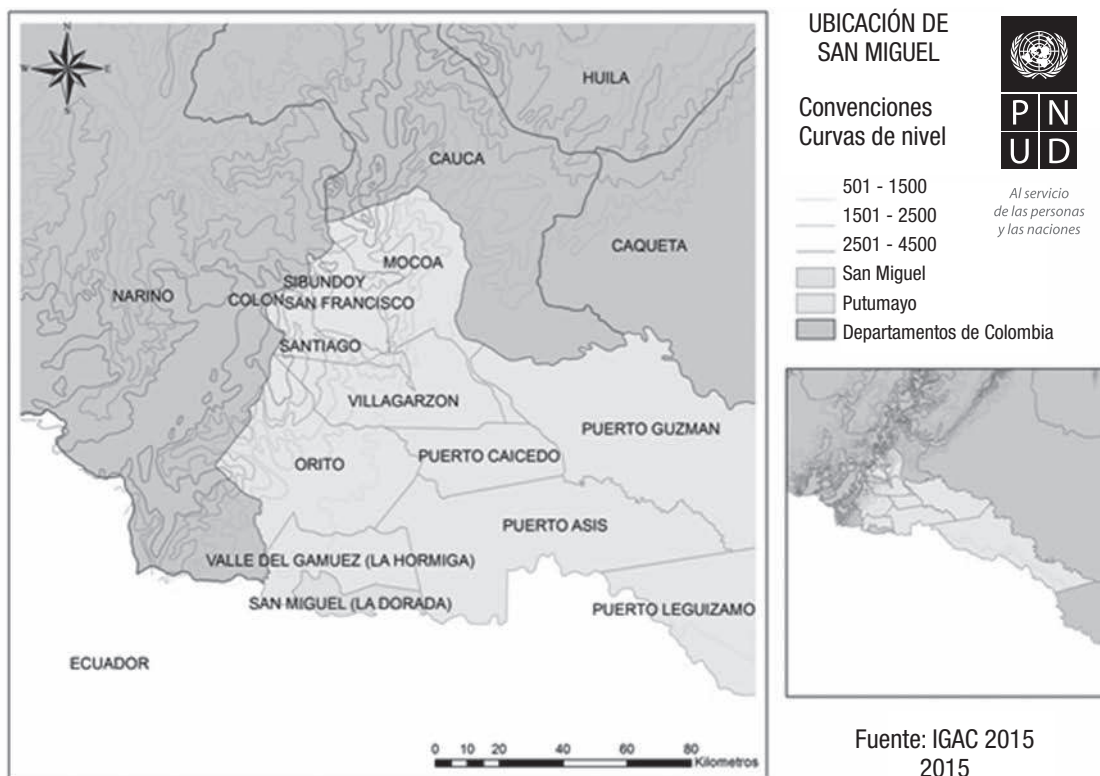 N
W
E
S
HUILA
CAUCA
CAQUETA
MOCOA
SIBUNDOY
NARINO
COLON
SAN FRANCISCO
SANTIAGO
VILLAGARZON
PUERTO GUZMAN
ORITO
PUERTO CAICEDO
PUERTO ASIS
VALLE DEL GAMUEZ (LA HORMIGA)
SAN MIGUEL (LA DORADA)
PUERTO LEGUIZAMO
ECUADOR
0 5 10 20 40 60 80
Kilometros
UBICACIÓN DE
SAN MIGUEL
Convenciones
Curvas de nivel
501 - 1500
1501 - 2500
2501 - 4500
San Miguel
Putumayo
Departamentos de Colombia
P N
U D
Al servicio
de las personas
y las naciones
Fuente: IGAC 2015
2015